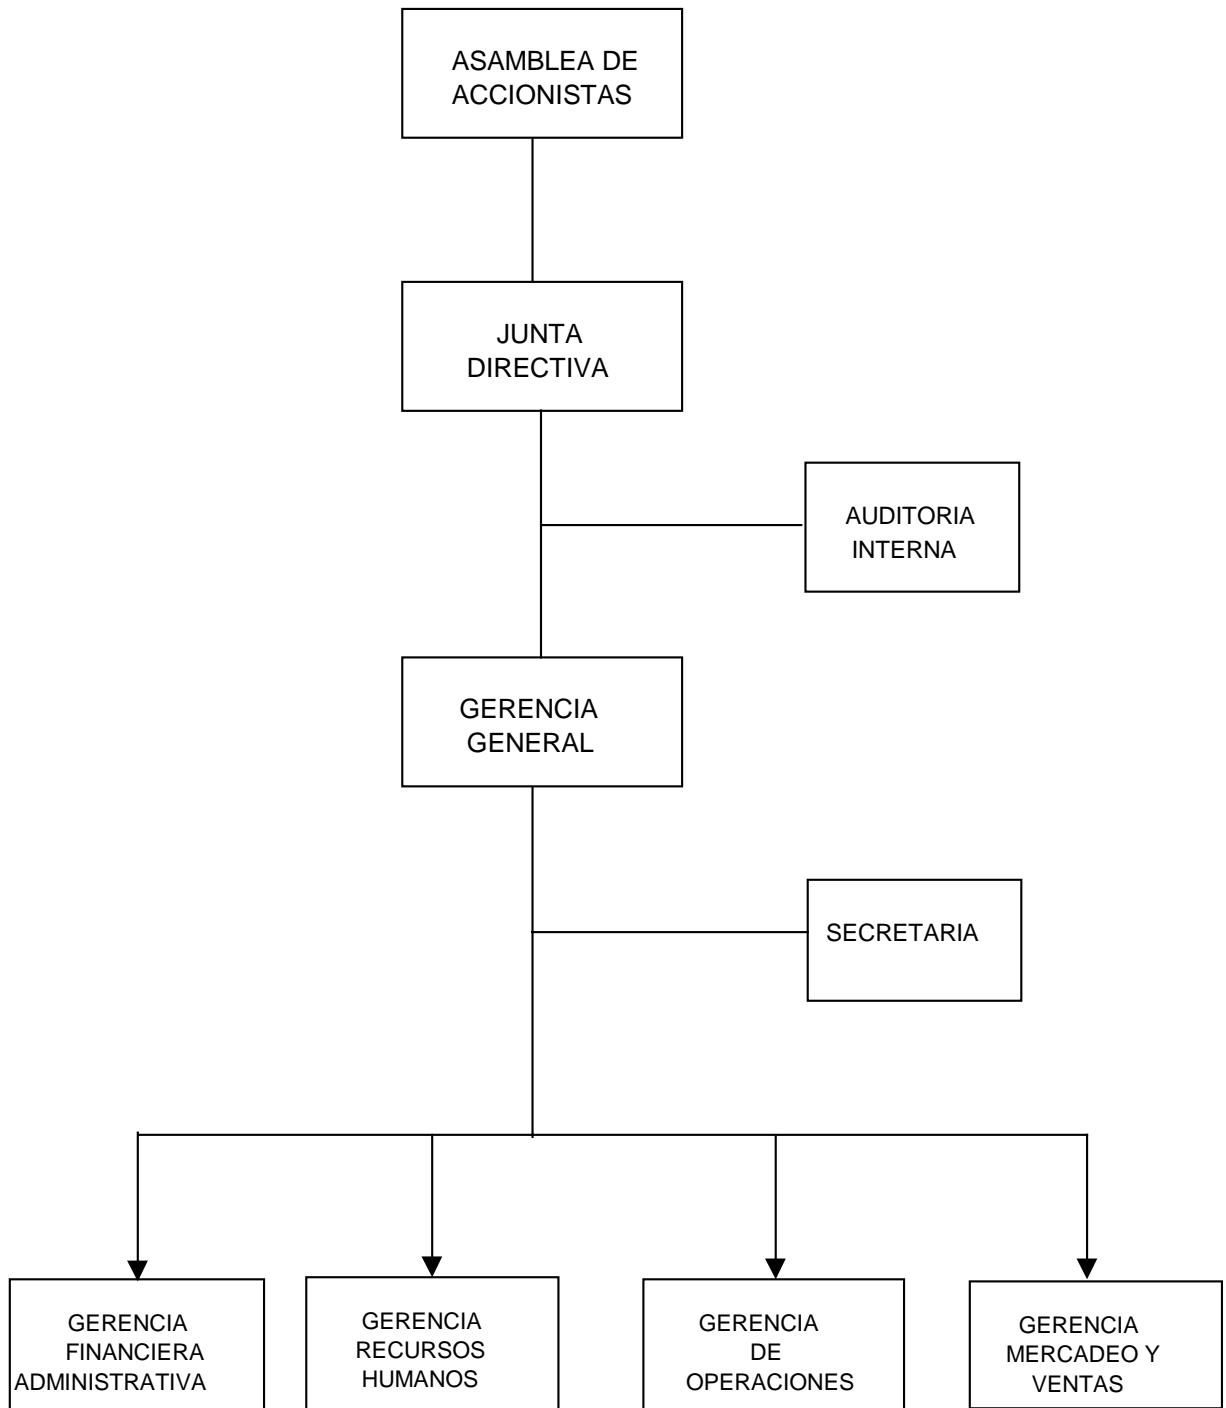 ASAMBLEA DE
ACCIONISTAS
JUNTA
DIRECTIVA
AUDITORIA
INTERNA
GERENCIA
GENERAL
SECRETARIA
GERENCIA
FINANCIERA
ADMINISTRATIVA
GERENCIA
RECURSOS
HUMANOS
GERENCIA
DE
OPERACIONES
GERENCIA
MERCADEO Y
VENTAS